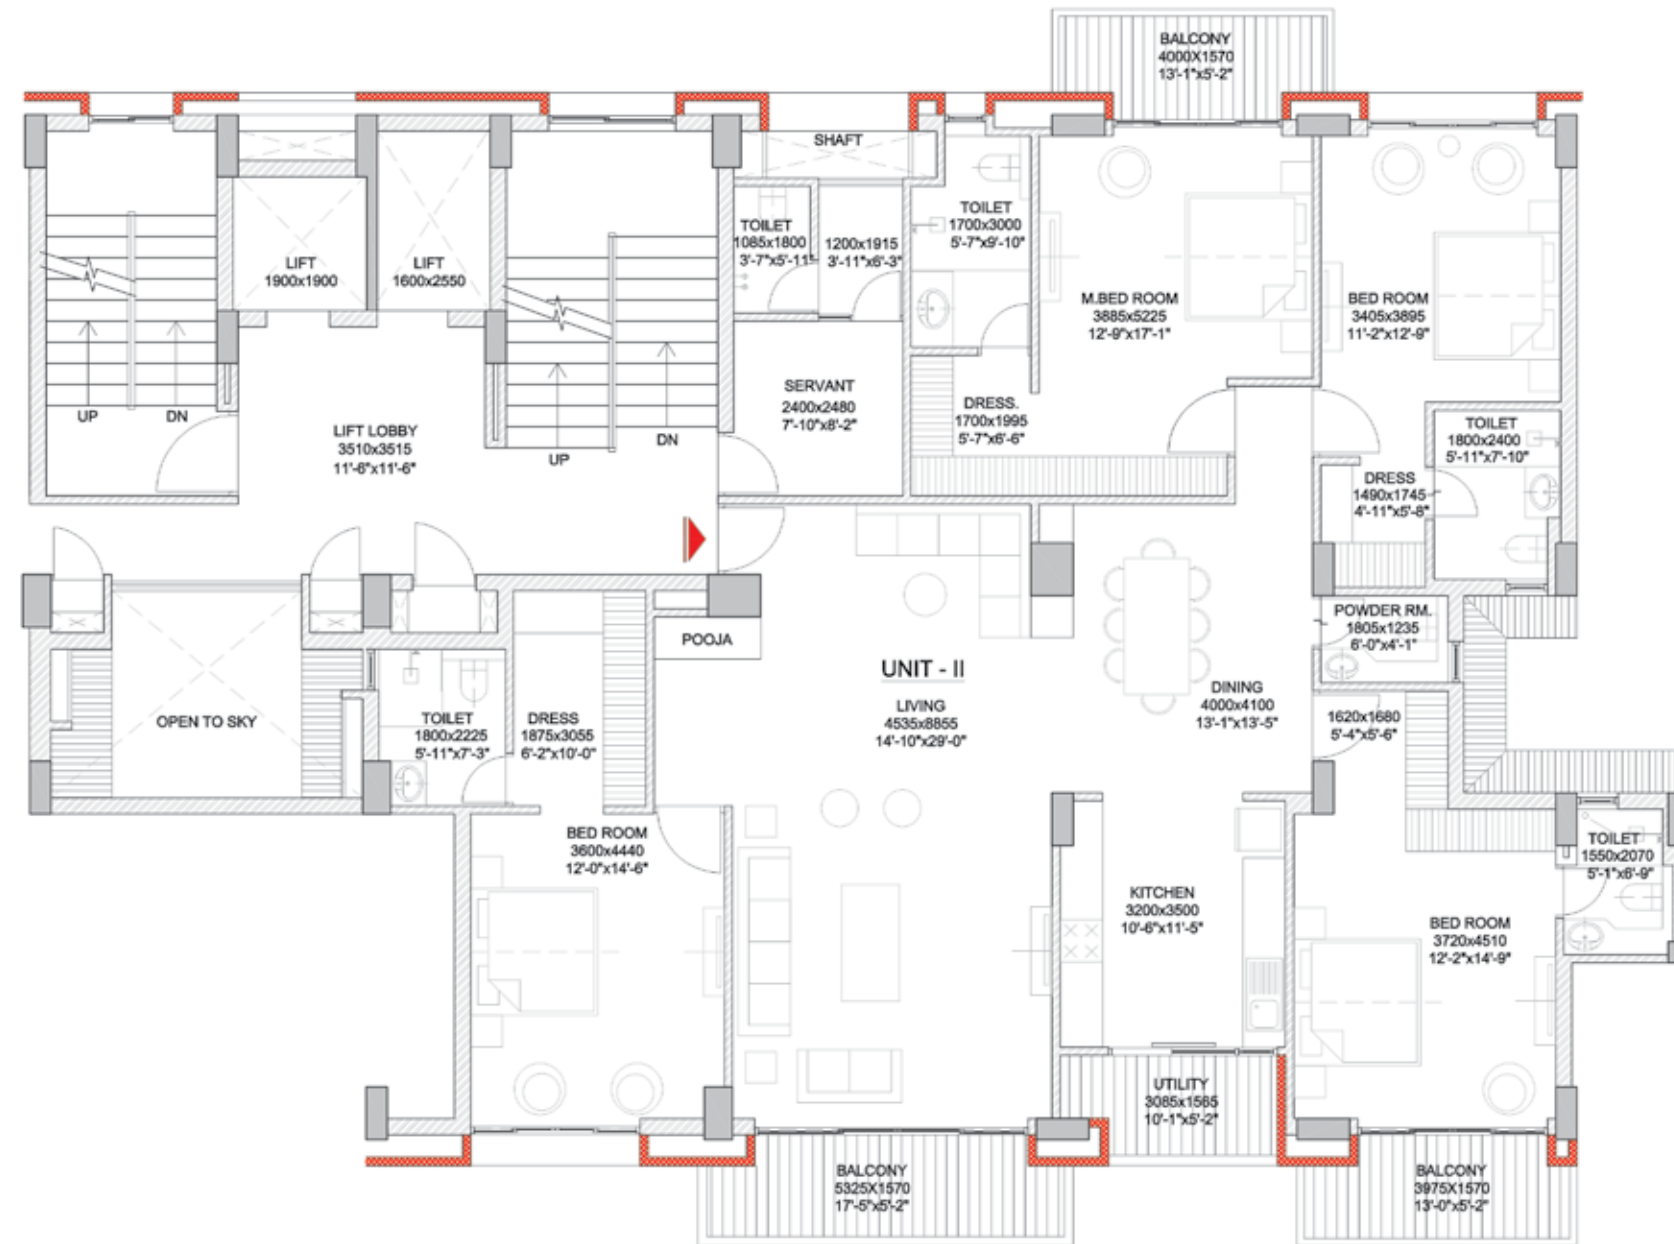 BALCONY
4000X1570
13'-1"x5'-2"
SHAFT
TOILET
1085x1800
3'-7"x5'-11"
1200x1915
3'-11"x6'-3"
TOILET
1700x3000
5'-7"x9'-10"
LIFT
1900x1900
LIFT
1600x2550
M.BED ROOM
3885x5225
12'-9"x17'-1"
BED ROOM
3405x3895
11'-2"x12'-9"
SERVANT
2400x2480
7'-10"x8'-2"
DRESS.
1700x1995
5'-7"x6'-6"
UP
DN
LIFT LOBBY
3510x3515
11'-6"x11'-6"
UP
DN
TOILET
1800x2400
5'-11"x7'-10"
DRESS
1490x1745
4'-11"x5'-8"
POWDER RM.
1805x1235
6'-0"x4'-1"
POOJA
UNIT - II
LIVING
4535x8855
14'-10"x29'-0"
DINING
4000x4100
13'-1"x13'-5"
1620x1680
5'-4"x5'-6"
OPEN TO SKY
TOILET
1800x2225
5'-11"x7'-3"
DRESS
1875x3055
6'-2"x10'-0"
BED ROOM
3600x4440
12'-0"x14'-6"
TOILET
1550x2070
5'-1"x6'-9"
KITCHEN
3200x3500
10'-6"x11'-5"
BED ROOM
3720x4510
12'-2"x14'-9"
UTILITY
3085x1565
10'-1"x5'-2"
BALCONY
5325X1570
17'-5"x5'-2"
BALCONY
3975X1570
13'-0"x5'-2"